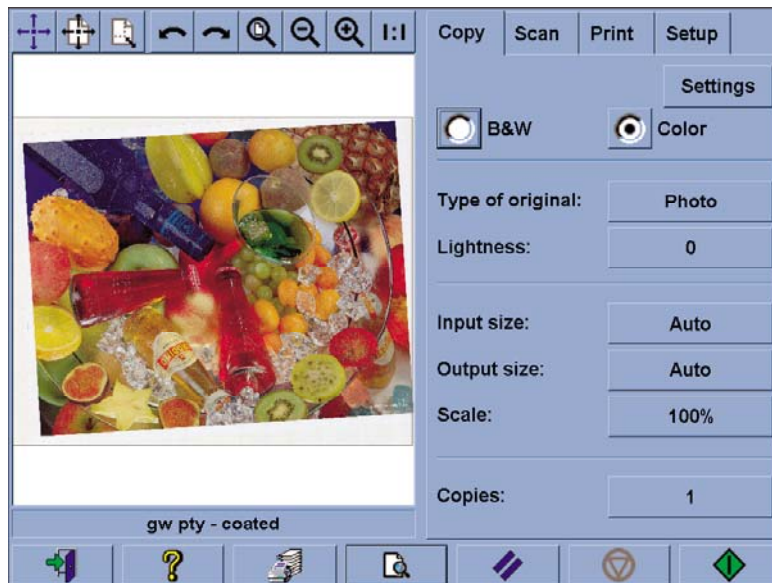 1:1
Copy
Scan
Print
Setup
Settings
B&W
Color
Type of original:
Photo
Lightness:
0
Input size:
Auto
Output size:
Auto
Scale:
100%
Copies:
1
gw pty - coated
?